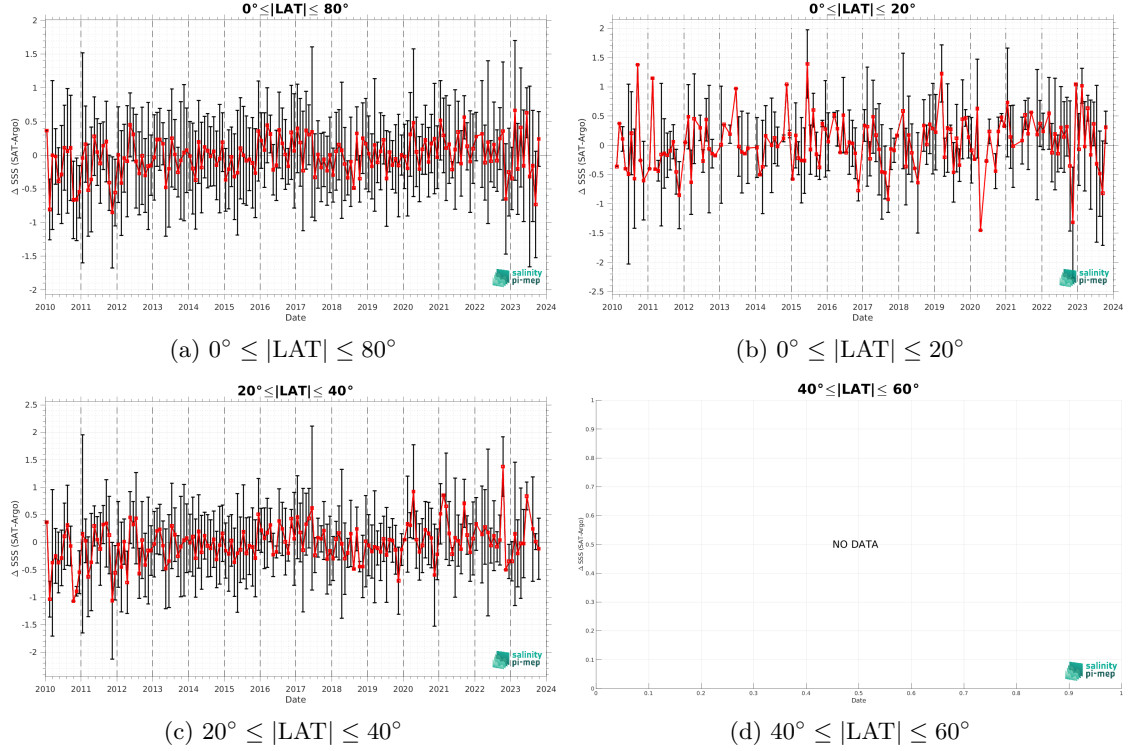 0°≤|LAT|≤ 80°
Δ SSS (SAT-Argo)
2
1.5
1
0.5
0
-0.5
-1
-1.5
-2
2010 2011 2012 2013 2014 2015 2016 2017 2018 2019 2020 2021 2022 2023 2024
Date
salinity
pi-mep
(a) 0° ≤ |LAT| ≤ 80°
0°≤|LAT|≤ 20°
Δ SSS (SAT-Argo)
2
1.5
1
0.5
0
-0.5
-1
-1.5
-2
-2.5
2010 2011 2012 2013 2014 2015 2016 2017 2018 2019 2020 2021 2022 2023 2024
Date
salinity
pi-mep
(b) 0° ≤ |LAT| ≤ 20°
20°≤|LAT|≤ 40°
Δ SSS (SAT-Argo)
2.5
2
1.5
1
0.5
0
-0.5
-1
-1.5
-2
2010 2011 2012 2013 2014 2015 2016 2017 2018 2019 2020 2021 2022 2023 2024
Date
salinity
pi-mep
(c) 20° ≤ |LAT| ≤ 40°
40°≤|LAT|≤ 60°
Δ SSS (SAT-Argo)
1
0.9
0.8
0.7
0.6
0.5
0.4
0.3
0.2
0.1
0
NO DATA
0 0.1 0.2 0.3 0.4 0.5 0.6 0.7 0.8 0.9 1
Date
salinity
pi-mep
(d) 40° ≤ |LAT| ≤ 60°